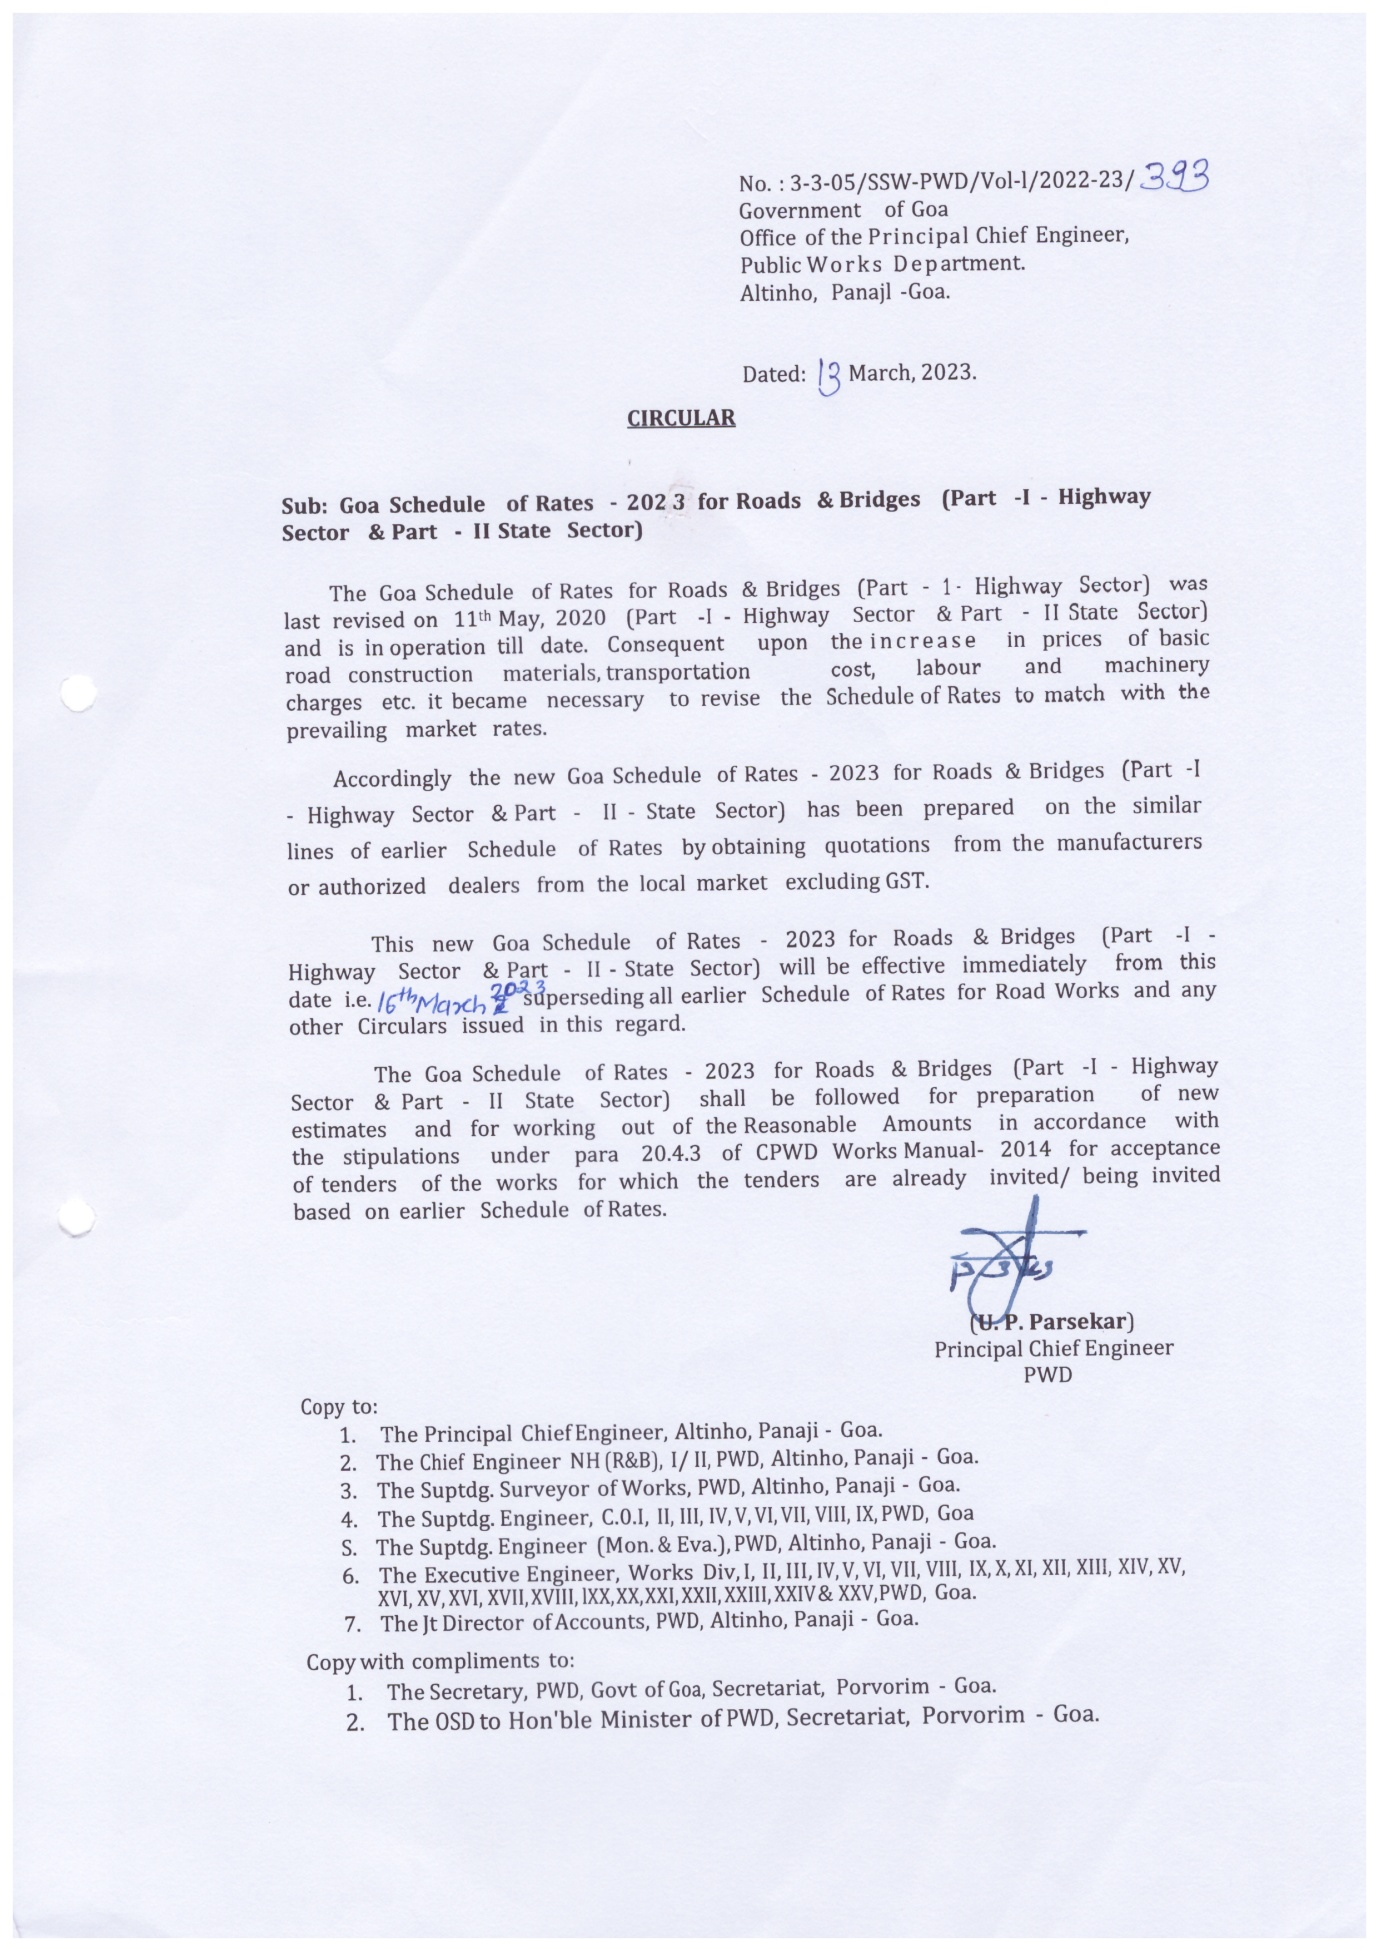 No. : 3-3-05/SSW-PWD/Vol-l/2022-23/ 393
Government of Goa
Office of the Principal Chief Engineer,
Public Works Department.
Altinho, Panajl -Goa.
Dated: 13 March, 2023.
CIRCULAR
Sub: Goa Schedule of Rates - 2023 for Roads & Bridges (Part -I - Highway
Sector & Part - II State Sector)
The Goa Schedule of Rates for Roads & Bridges (Part - 1- Highway Sector) was
last revised on 11th May, 2020 (Part -I - Highway Sector & Part - II State Sector)
and is in operation till date. Consequent upon the increase in prices of basic
road construction materials, transportation cost, labour and machinery
charges etc. it became necessary to revise the Schedule of Rates to match with the
prevailing market rates.
Accordingly the new Goa Schedule of Rates - 2023 for Roads & Bridges (Part -I
- Highway Sector & Part - II - State Sector) has been prepared on the similar
lines of earlier Schedule of Rates by obtaining quotations from the manufacturers
or authorized dealers from the local market excluding GST.
This new Goa Schedule of Rates - 2023 for Roads & Bridges (Part -I -
Highway Sector & Part - II - State Sector) will be effective immediately from this
date i.e. 16th March 2023 superseding all earlier Schedule of Rates for Road Works and any
other Circulars issued in this regard.
The Goa Schedule of Rates - 2023 for Roads & Bridges (Part -I - Highway
Sector & Part - II State Sector) shall be followed for preparation of new
estimates and for working out of the Reasonable Amounts in accordance with
the stipulations under para 20.4.3 of CPWD Works Manual- 2014 for acceptance
of tenders of the works for which the tenders are already invited/ being invited
based on earlier Schedule of Rates.
(U. P. Parsekar)
Principal Chief Engineer
PWD
Copy to:
1. The Principal Chief Engineer, Altinho, Panaji - Goa.
2. The Chief Engineer NH (R&B), I/ II, PWD, Altinho, Panaji - Goa.
3. The Suptdg. Surveyor of Works, PWD, Altinho, Panaji - Goa.
4. The Suptdg. Engineer, C.0.I, II, III, IV, V, VI, VII, VIII, IX, PWD, Goa
S. The Suptdg. Engineer (Mon. & Eva.), PWD, Altinho, Panaji - Goa.
6. The Executive Engineer, Works Div, I, II, III, IV, V, VI, VII, VIII, IX, X, XI, XII, XIII, XIV, XV,
XVI, XV, XVI, XVII, XVIII, lXX, XX, XXI, XXII, XXIII, XXIV & XXV, PWD, Goa.
7. The Jt Director of Accounts, PWD, Altinho, Panaji - Goa.
Copy with compliments to:
1. The Secretary, PWD, Govt of Goa, Secretariat, Porvorim - Goa.
2. The OSD to Hon'ble Minister of PWD, Secretariat, Porvorim - Goa.